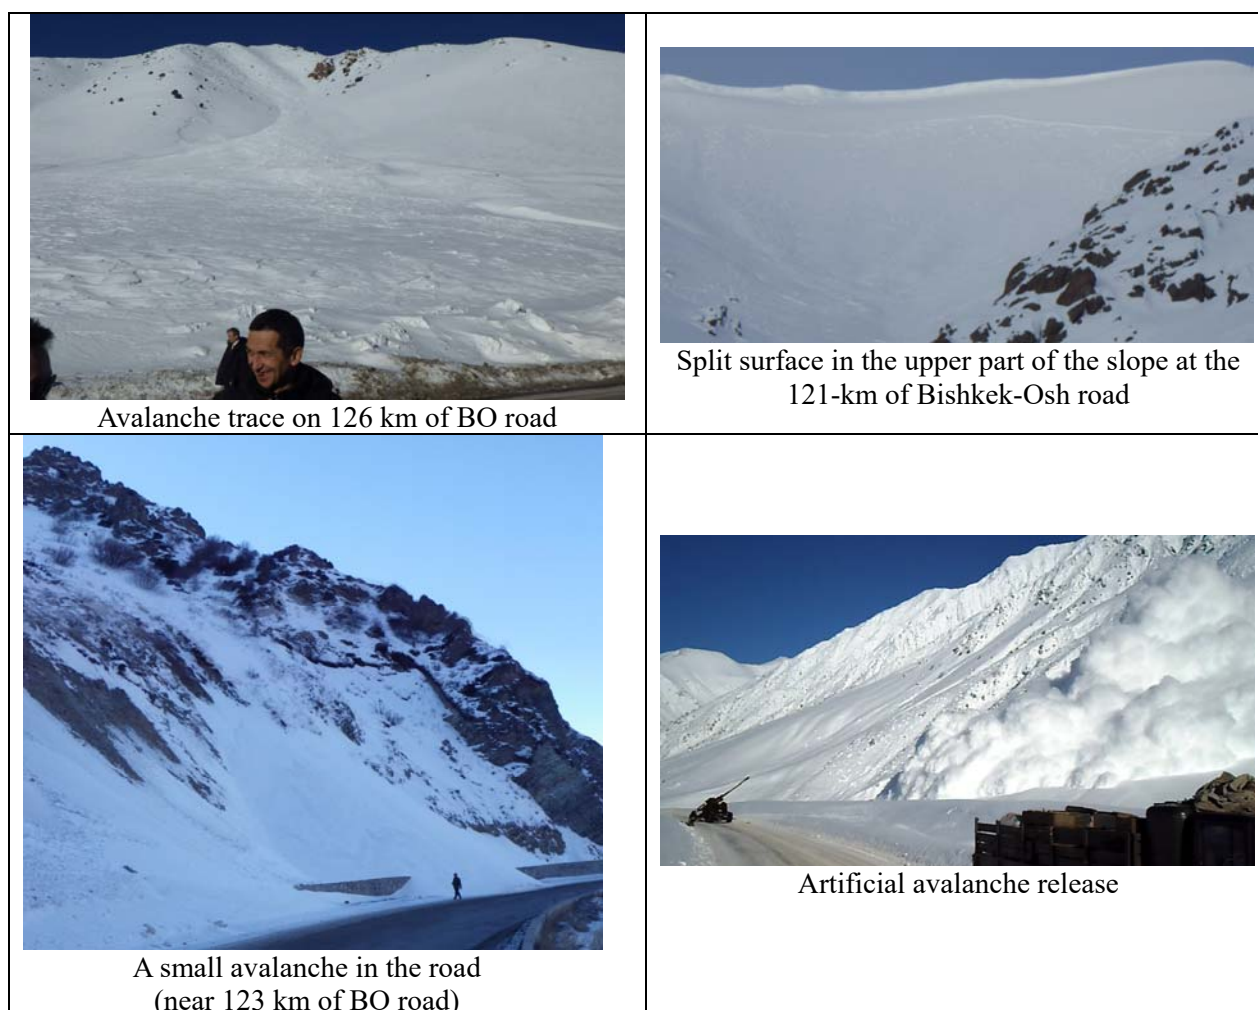 Avalanche trace on 126 km of BO road
Split surface in the upper part of the slope at the
121-km of Bishkek-Osh road
A small avalanche in the road
(near 123 km of BO road)
Artificial avalanche release